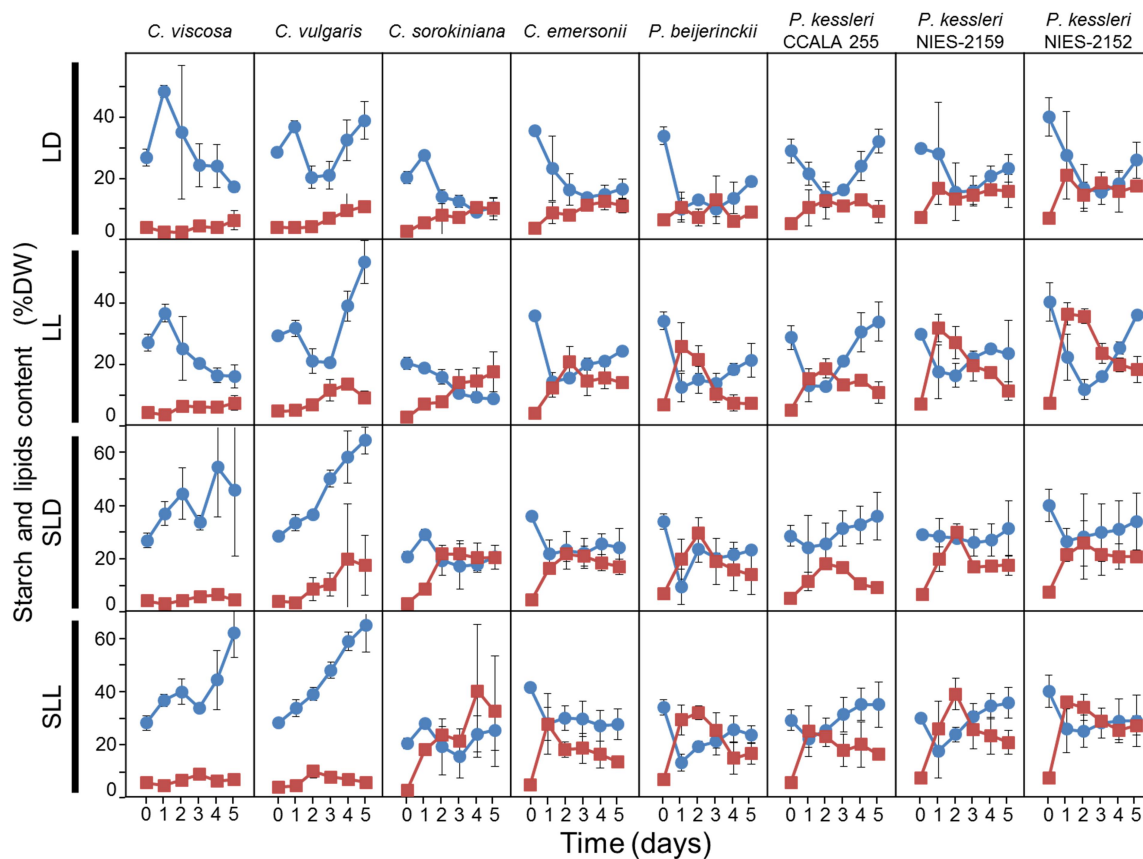 C. viscosa C. vulgaris C. sorokiniana C. emersonii P. beijerinckii P. kessleri CCALA 255 P. kessleri NIES-2159 P. kessleri NIES-2152
Starch and lipids content (%DW)
LD
40
20
0
LL
40
20
0
SLD
60
40
20
0
SLL
60
40
20
0
0 1 2 3 4 5 0 1 2 3 4 5 0 1 2 3 4 5 0 1 2 3 4 5 0 1 2 3 4 5 0 1 2 3 4 5 0 1 2 3 4 5 0 1 2 3 4 5
Time (days)